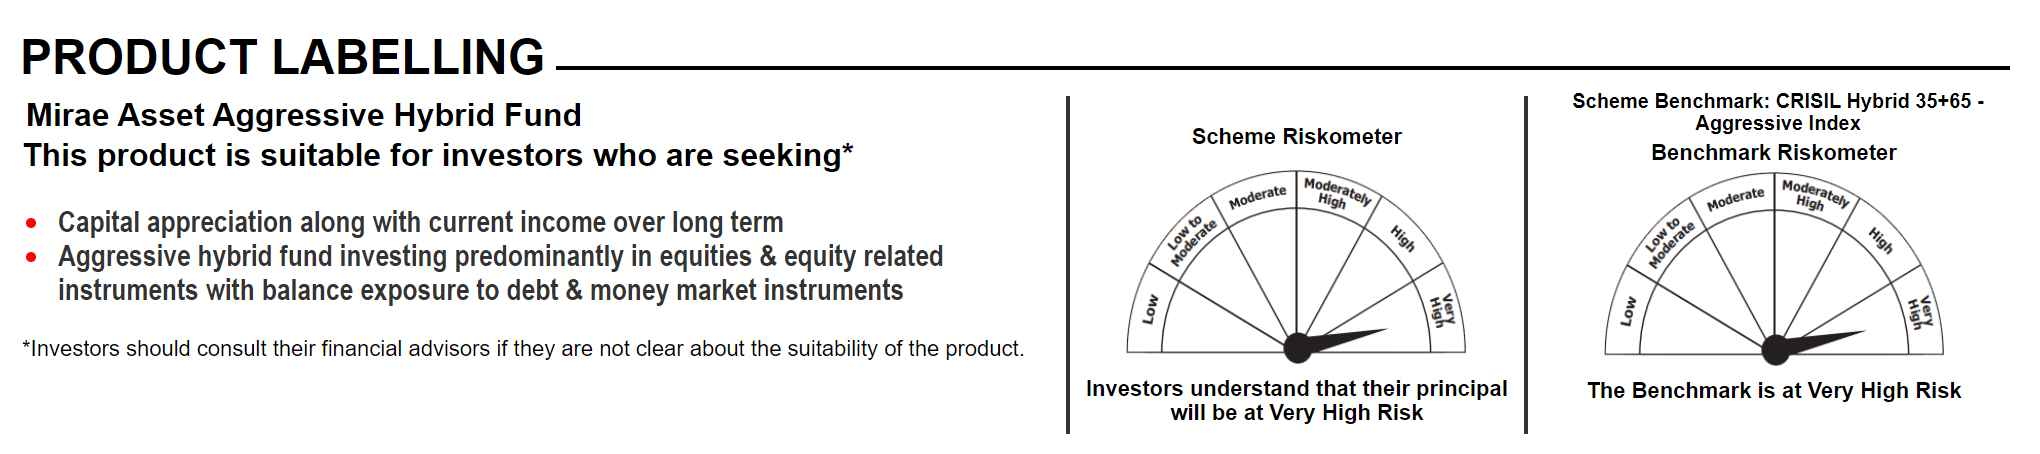 PRODUCT LABELLING
Mirae Asset Aggressive Hybrid Fund
This product is suitable for investors who are seeking*
• Capital appreciation along with current income over long term
• Aggressive hybrid fund investing predominantly in equities & equity related
instruments with balance exposure to debt & money market instruments
*Investors should consult their financial advisors if they are not clear about the suitability of the product.
Scheme Riskometer
Low
Low to
Moderate
Moderate
Moderately
High
High
Very
High
Investors understand that their principal
will be at Very High Risk
Scheme Benchmark: CRISIL Hybrid 35+65 -
Aggressive Index
Benchmark Riskometer
Low
Low to
Moderate
Moderate
Moderately
High
High
Very
High
The Benchmark is at Very High Risk